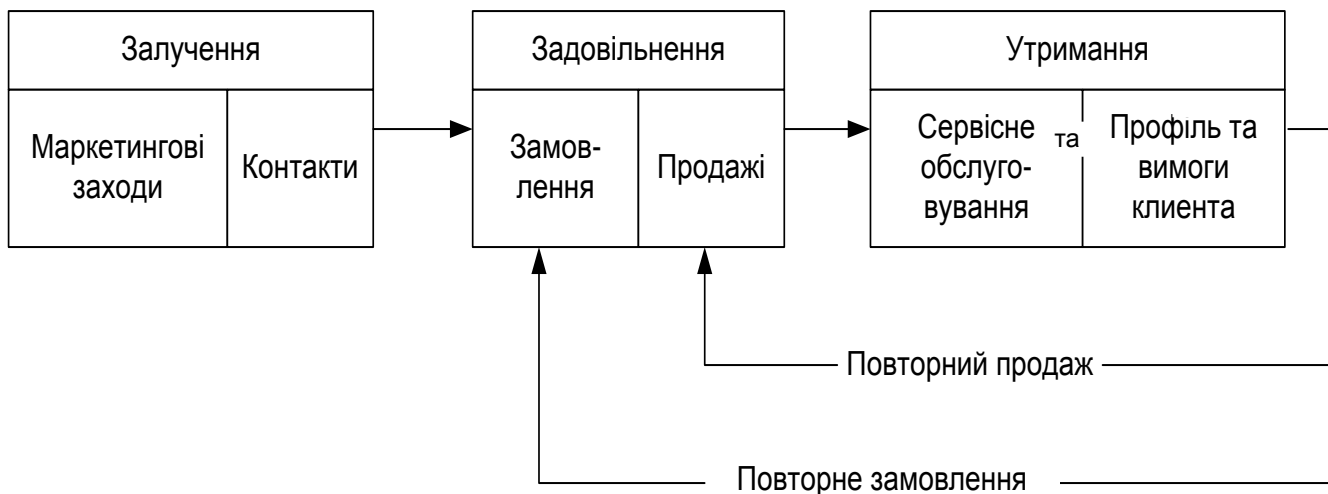 Залучення
Маркетингові
заходи
Контакти
Задовільнення
Замов-
лення
Продажі
Утримання
Сервісне
обслуго-
вування
та
Профіль та
вимоги
клиента
Повторний продаж
Повторне замовлення